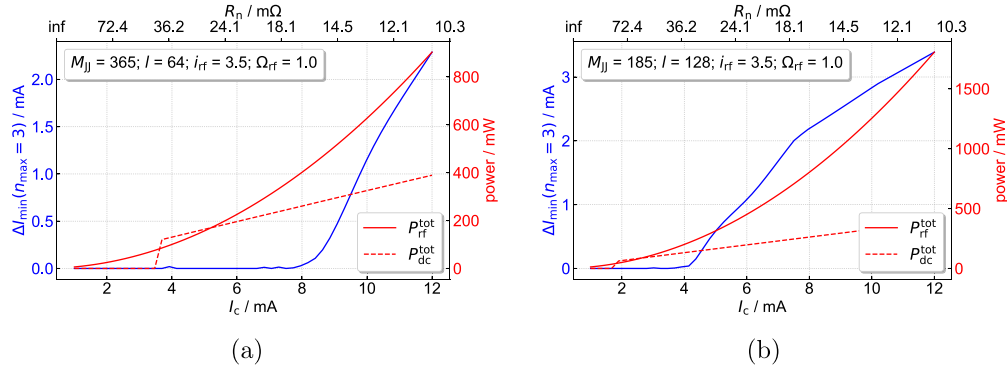 R_n / mΩ
inf 72.4 36.2 24.1 18.1 14.5 12.1 10.3
M_JJ = 365; l = 64; i_rf = 3.5; Ω_rf = 1.0
ΔI_min(n_max = 3) / mA
2.0
1.5
1.0
0.5
0.0
800
600
400
200
0
power / mW
P_rf^tot
P_dc^tot
2 4 6 8 10 12
I_c / mA
(a)
R_n / mΩ
inf 72.4 36.2 24.1 18.1 14.5 12.1 10.3
M_JJ = 185; l = 128; i_rf = 3.5; Ω_rf = 1.0
ΔI_min(n_max = 3) / mA
3
2
1
0
1500
1000
500
0
power / mW
P_rf^tot
P_dc^tot
2 4 6 8 10 12
I_c / mA
(b)